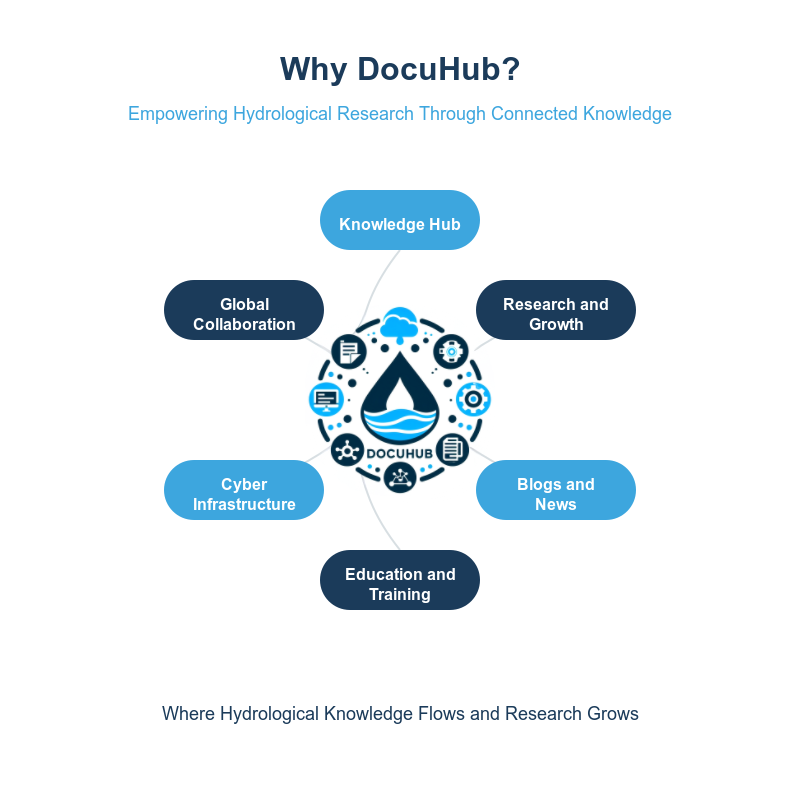 Why DocuHub?
Empowering Hydrological Research Through Connected Knowledge
Knowledge Hub
Global
Collaboration
Research and
Growth
DOCUHUB
Cyber
Infrastructure
Blogs and
News
Education and
Training
Where Hydrological Knowledge Flows and Research Grows